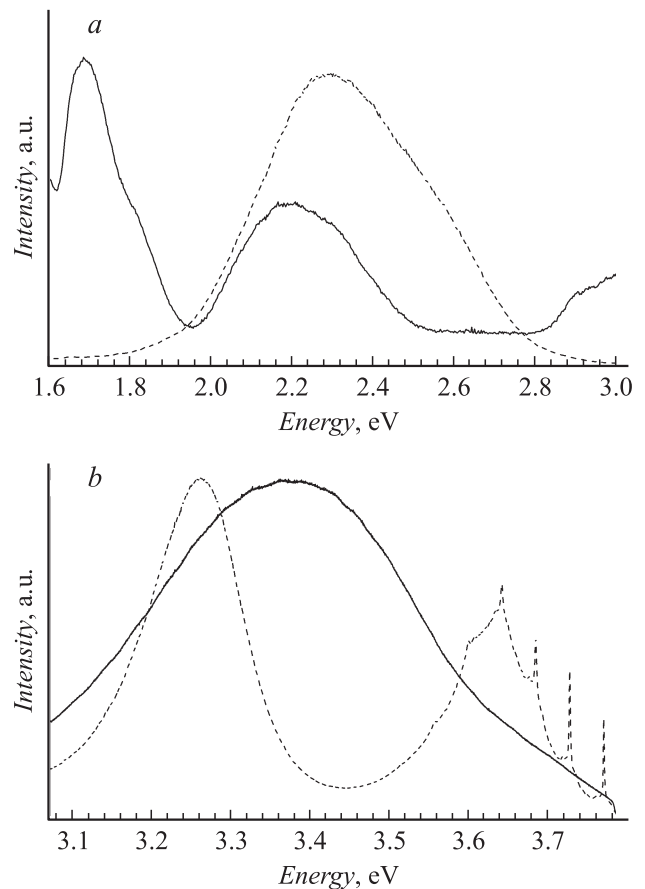 a
Intensity, a.u.
1.6 1.8 2.0 2.2 2.4 2.6 2.8 3.0
Energy, eV
b
Intensity, a.u.
3.1 3.2 3.3 3.4 3.5 3.6 3.7
Energy, eV